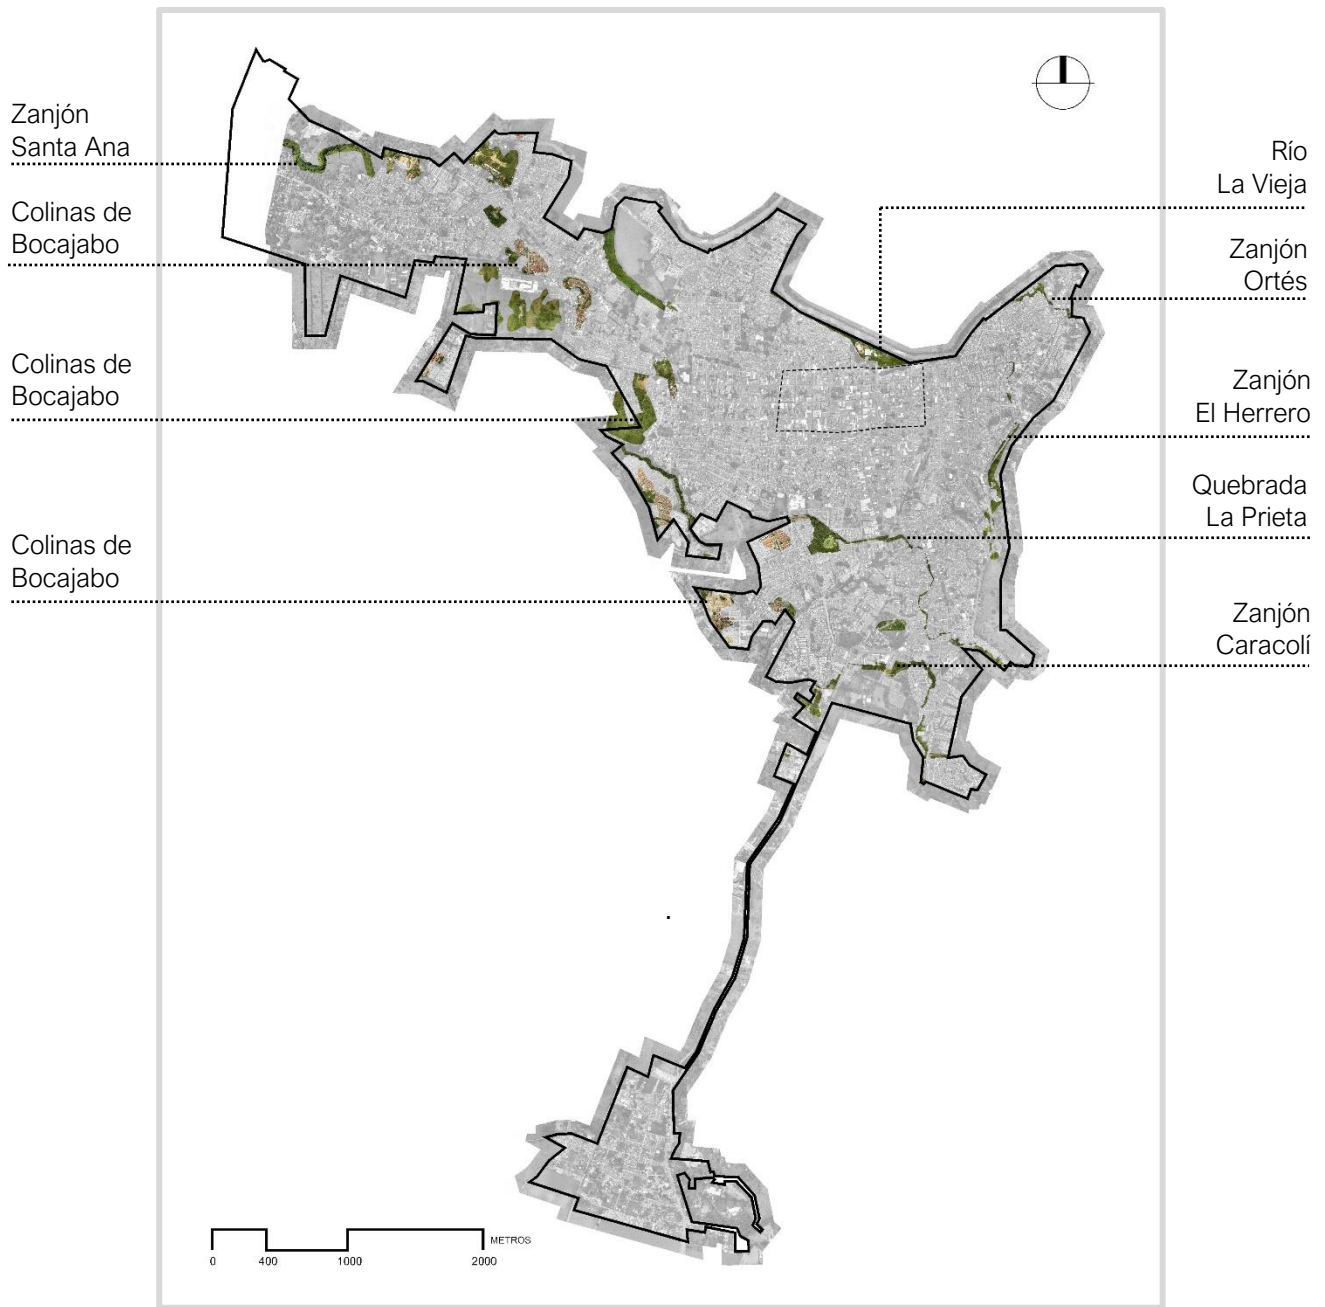 Zanjón
Santa Ana
Colinas de
Bocajabo
Colinas de
Bocajabo
Colinas de
Bocajabo
Río
La Vieja
Zanjón
Ortés
Zanjón
El Herrero
Quebrada
La Prieta
Zanjón
Caracolí
METROS
0 400 1000 2000